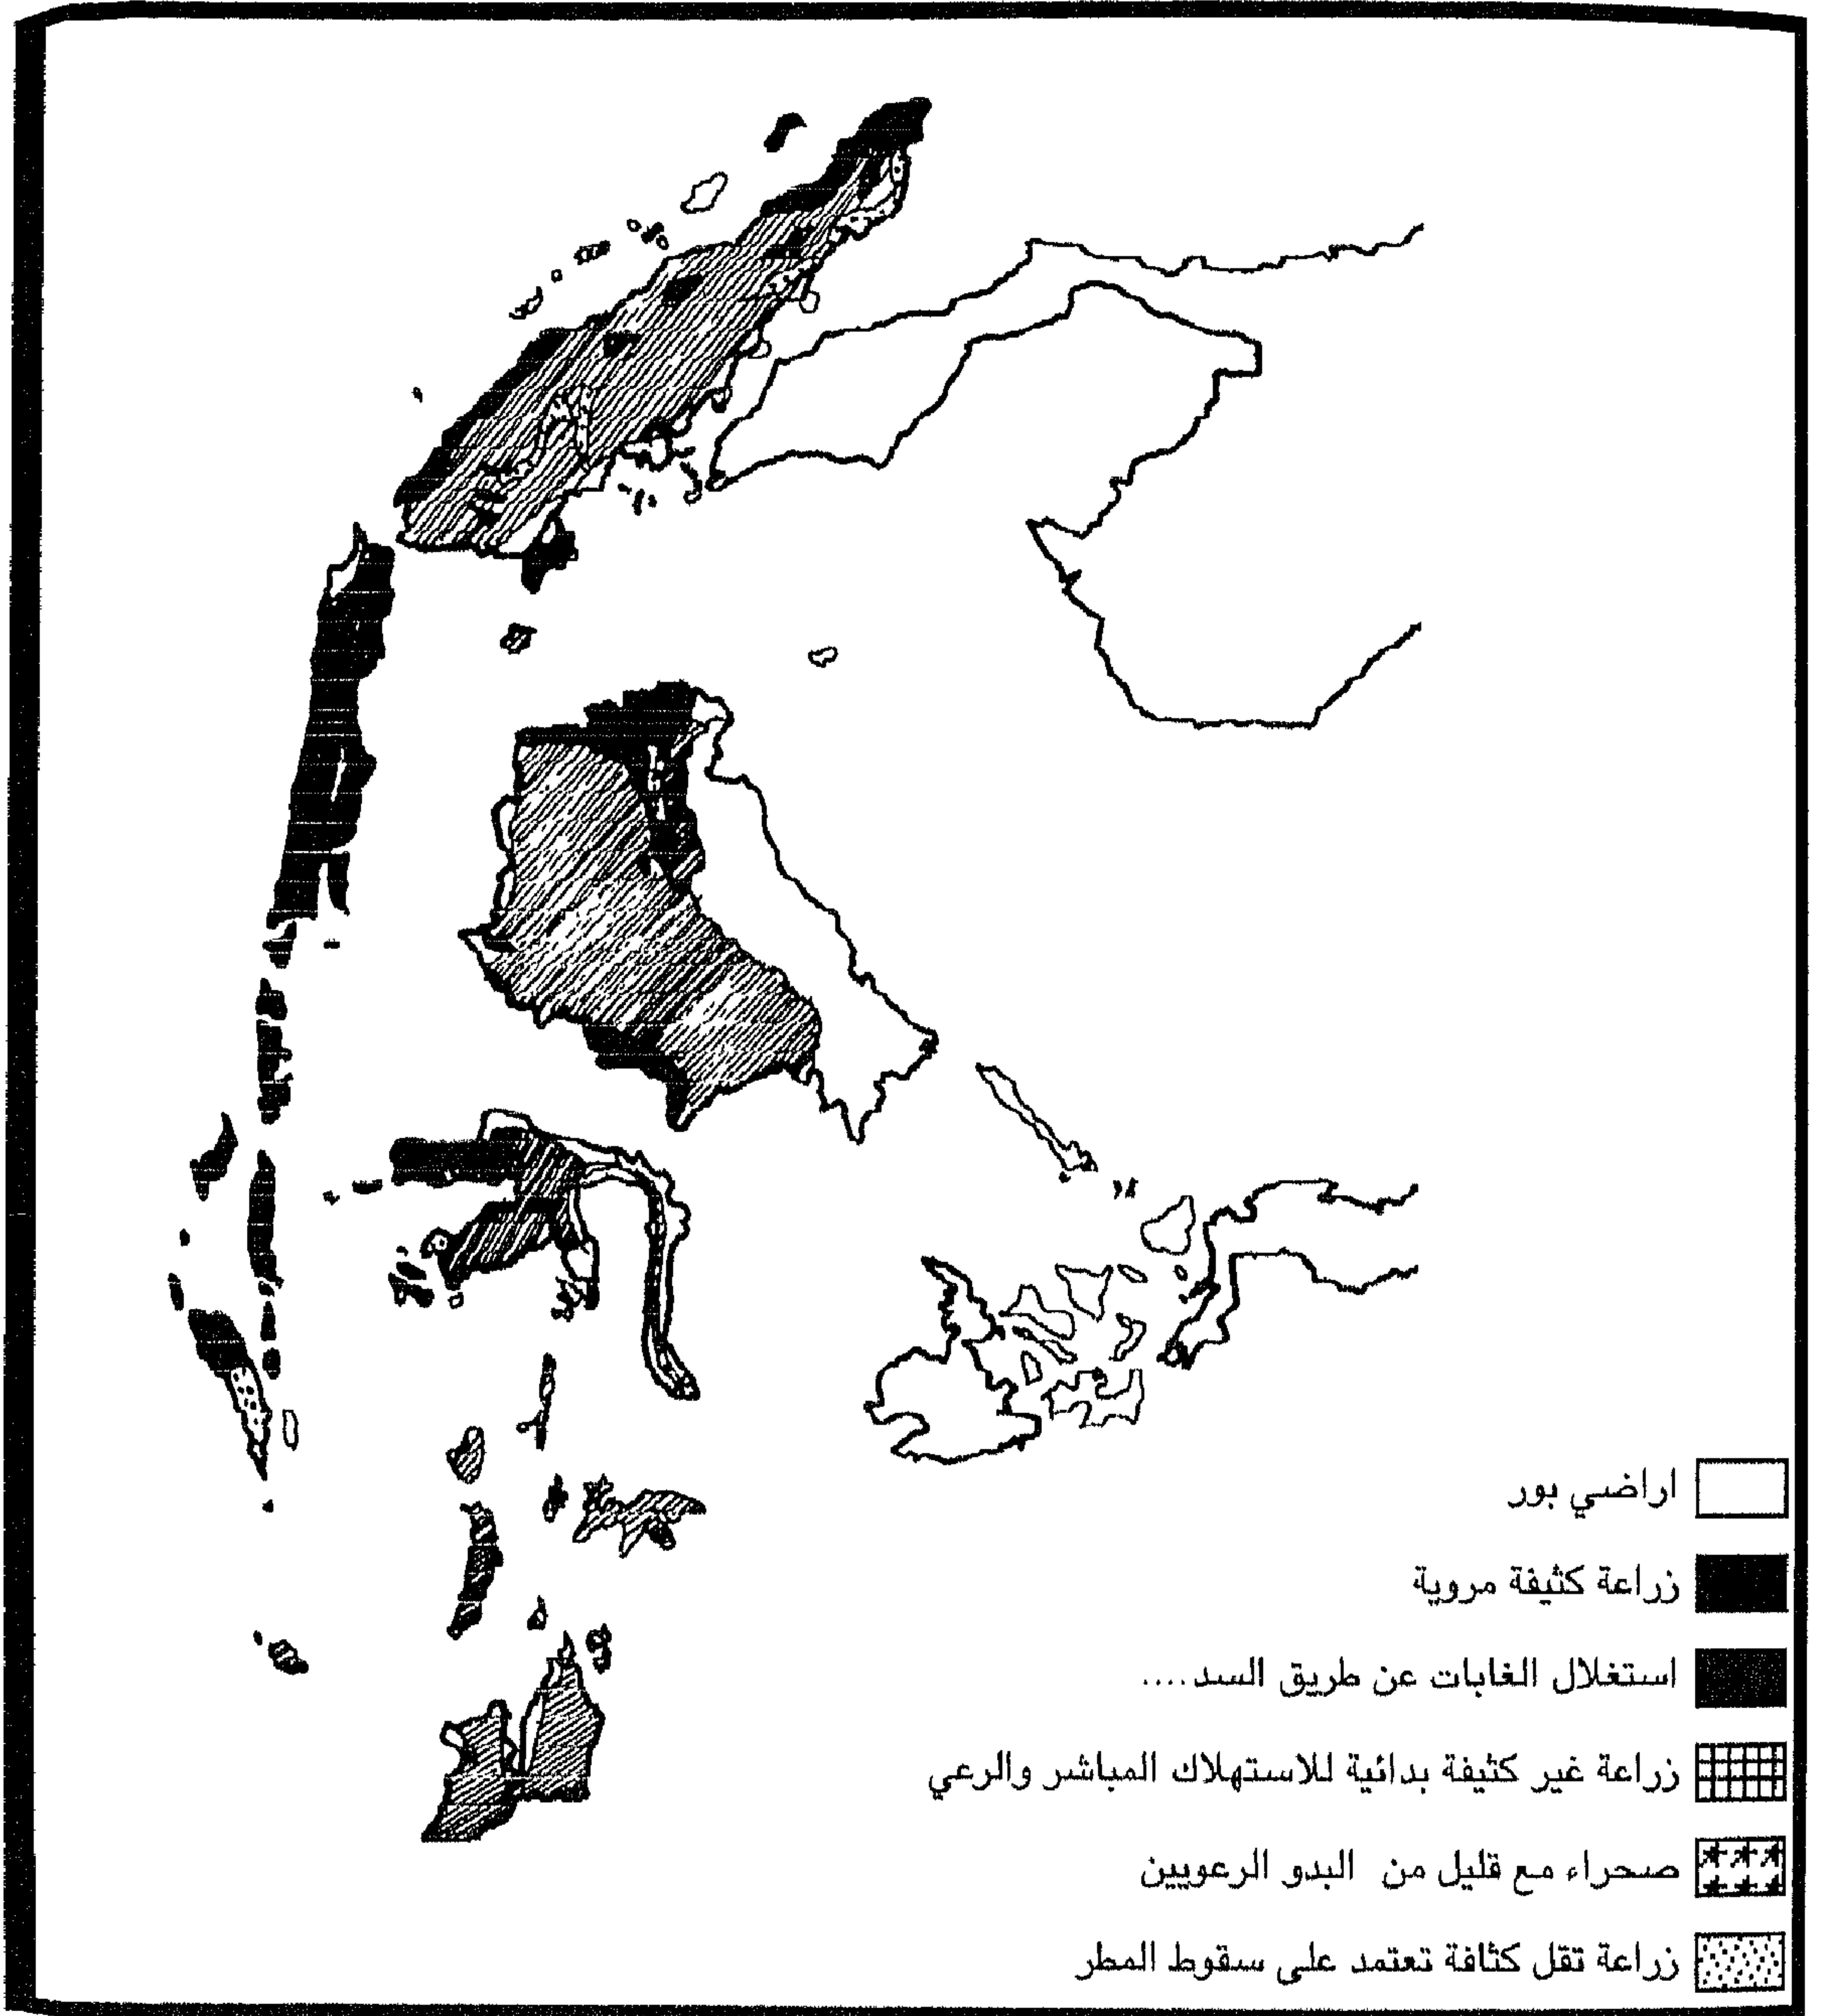 اراضي بور
زراعة كثيفة مروية
استغلال الغابات عن طريق السد....
زراعة غير كثيفة بدائية للاستهلاك المباشر والرعي
صحراء مع قليل من البدو الرعويين
زراعة تقل كثافة تعتمد على سقوط المطر